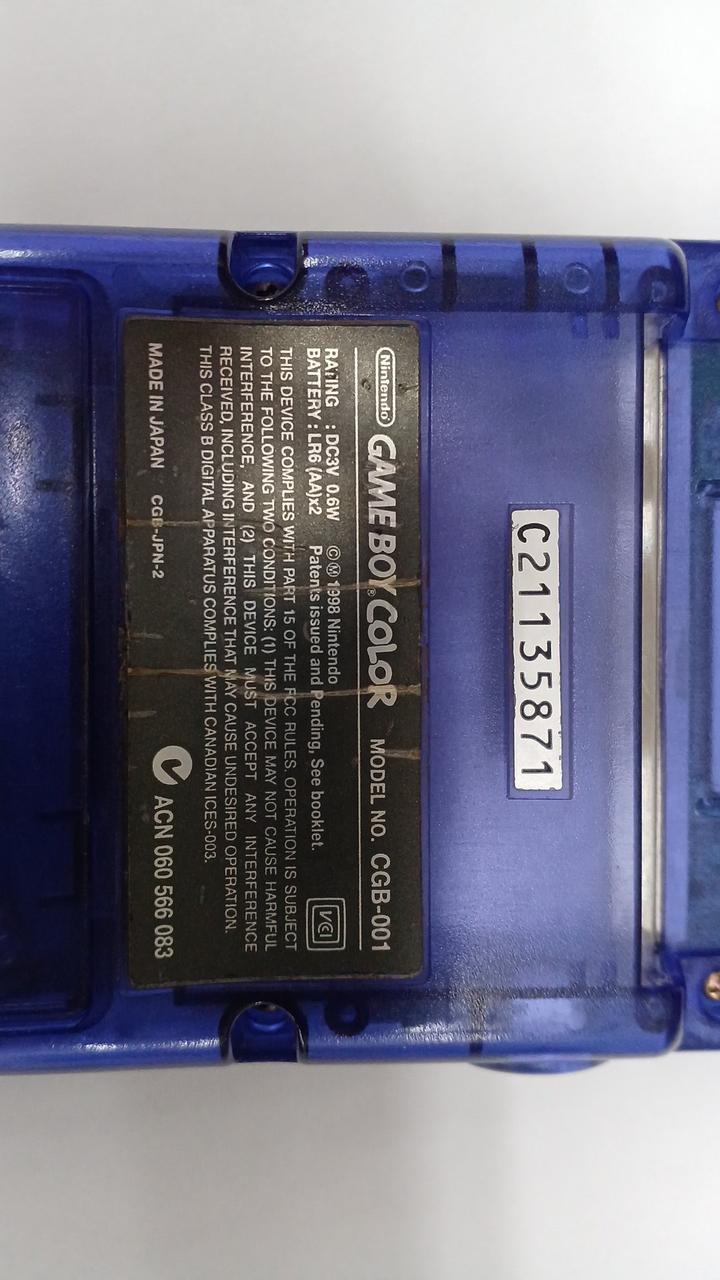 C21135871
Nintendo GAME BOY COLOR MODEL NO. CGB-001
RATING : DC3V 0.6W © Ⓜ 1998 Nintendo
BATTERY : LR6 (AA)x2 Patents issued and Pending, See booklet.
VCI
THIS DEVICE COMPLIES WITH PART 15 OF THE FCC RULES. OPERATION IS SUBJECT
TO THE FOLLOWING TWO CONDITIONS: (1) THIS DEVICE MAY NOT CAUSE HARMFUL
INTERFERENCE, AND (2) THIS DEVICE MUST ACCEPT ANY INTERFERENCE
RECEIVED, INCLUDING INTERFERENCE THAT MAY CAUSE UNDESIRED OPERATION.
THIS CLASS B DIGITAL APPARATUS COMPLIES WITH CANADIAN ICES-003.
MADE IN JAPAN CGB-JPN-2 ACN 060 566 083